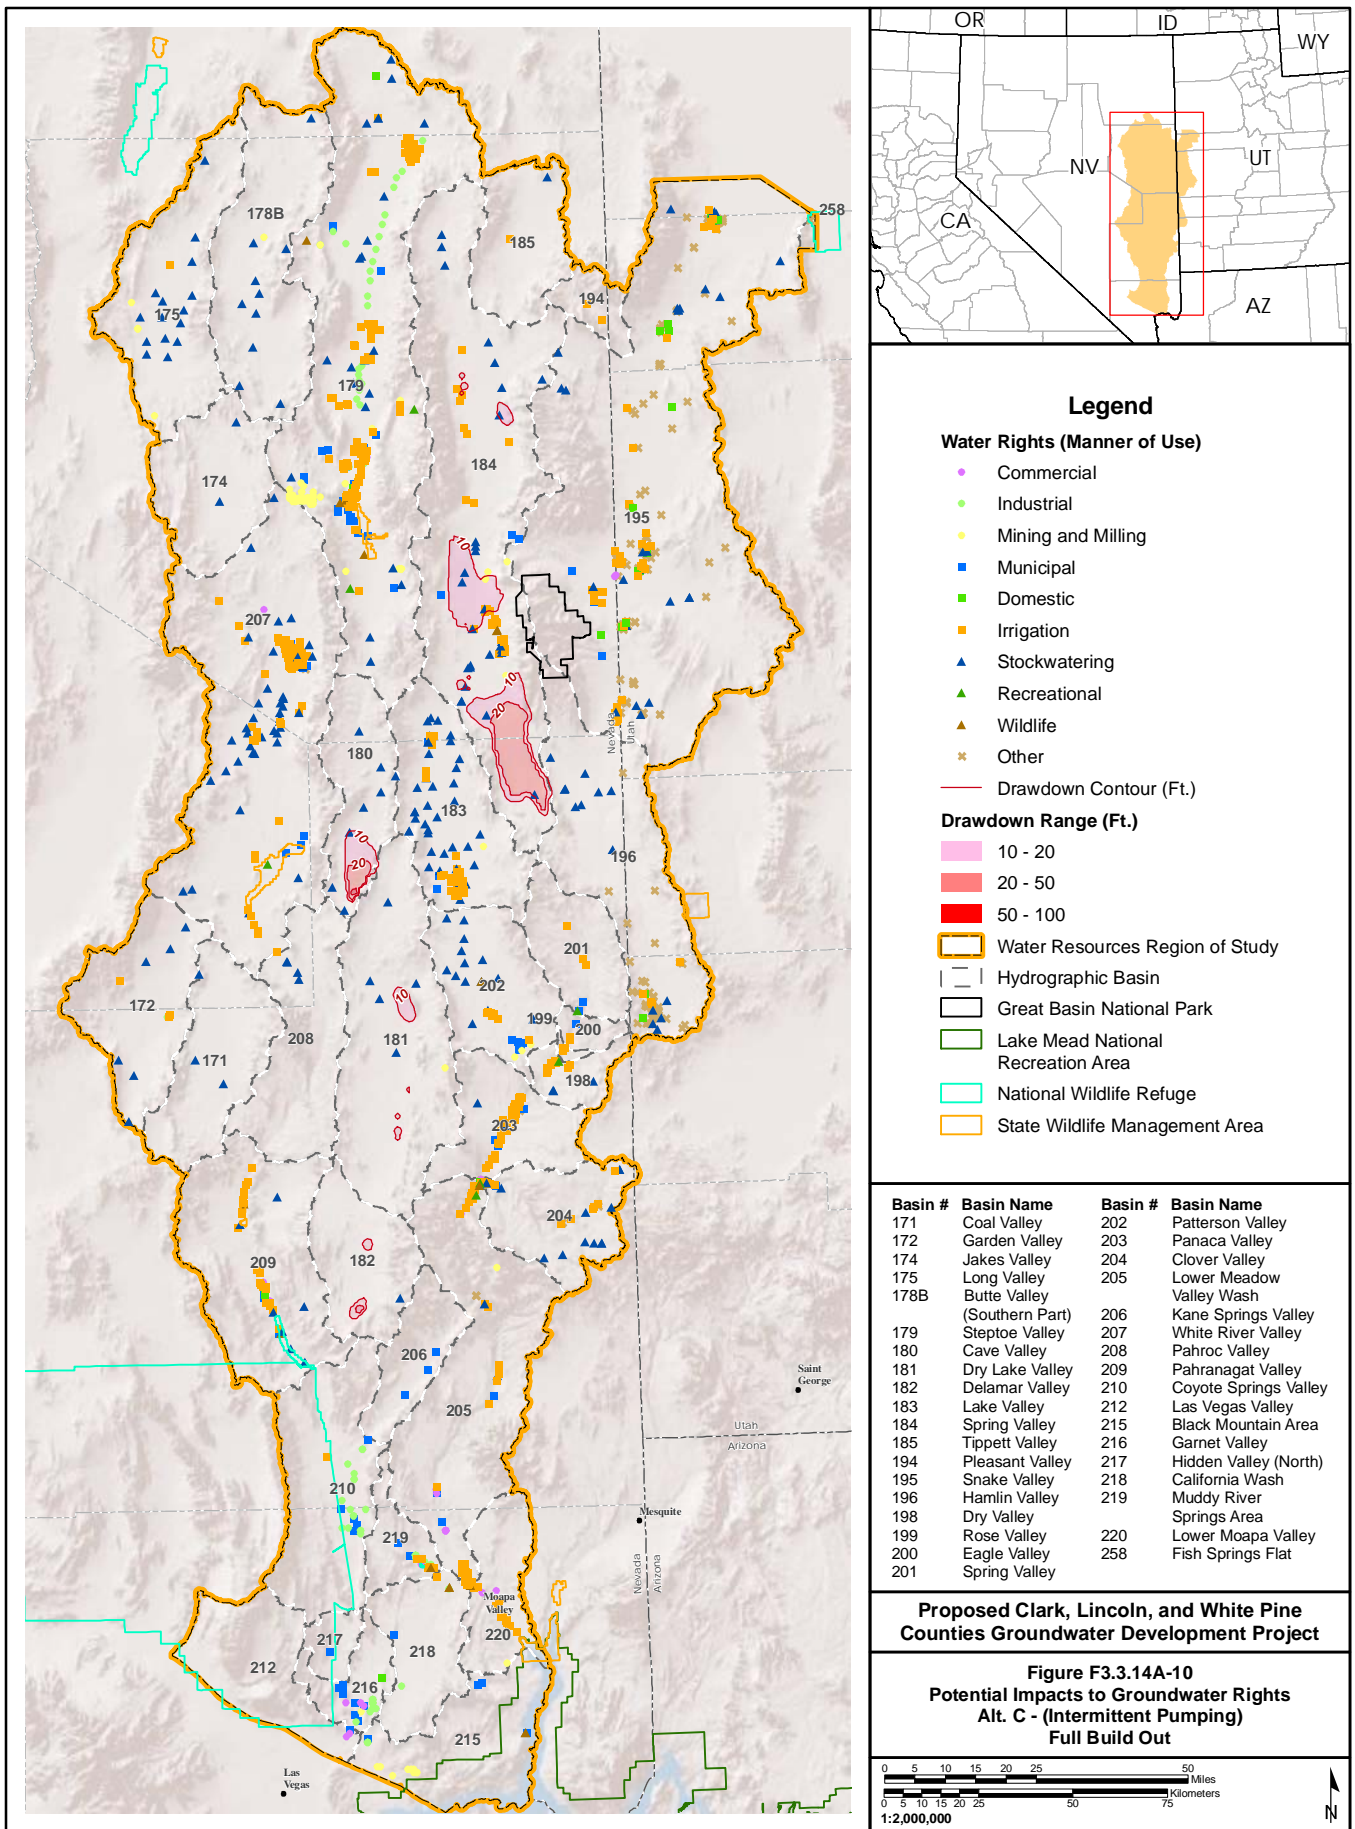 OR
ID
WY
NV
UT
CA
AZ
258
178B
185
194
175
179
174
184
195
207
180
183
196
201
202
199
200
172
208
181
171
198
203
204
209
182
206
205
210
219
217
218
220
212
216
215
10
10
20
10
20
10
Nevada
Utah
Saint
George
Utah
Arizona
Mesquite
Nevada
Arizona
Moapa
Valley
Las
Vegas
Legend
Water Rights (Manner of Use)
Commercial
Industrial
Mining and Milling
Municipal
Domestic
Irrigation
Stockwatering
Recreational
Wildlife
Other
Drawdown Contour (Ft.)
Drawdown Range (Ft.)
10 - 20
20 - 50
50 - 100
Water Resources Region of Study
Hydrographic Basin
Great Basin National Park
Lake Mead National
Recreation Area
National Wildlife Refuge
State Wildlife Management Area
Basin # Basin Name Basin # Basin Name
171 Coal Valley 202 Patterson Valley
172 Garden Valley 203 Panaca Valley
174 Jakes Valley 204 Clover Valley
175 Long Valley 205 Lower Meadow
178B Butte Valley Valley Wash
(Southern Part) 206 Kane Springs Valley
179 Steptoe Valley 207 White River Valley
180 Cave Valley 208 Pahroc Valley
181 Dry Lake Valley 209 Pahranagat Valley
182 Delamar Valley 210 Coyote Springs Valley
183 Lake Valley 212 Las Vegas Valley
184 Spring Valley 215 Black Mountain Area
185 Tippett Valley 216 Garnet Valley
194 Pleasant Valley 217 Hidden Valley (North)
195 Snake Valley 218 California Wash
196 Hamlin Valley 219 Muddy River
198 Dry Valley Springs Area
199 Rose Valley 220 Lower Moapa Valley
200 Eagle Valley 258 Fish Springs Flat
201 Spring Valley
Proposed Clark, Lincoln, and White Pine
Counties Groundwater Development Project
Figure F3.3.14A-10
Potential Impacts to Groundwater Rights
Alt. C - (Intermittent Pumping)
Full Build Out
0 5 10 15 20 25 50
Miles
Kilometers
0 5 10 15 20 25 50 75
1:2,000,000
N